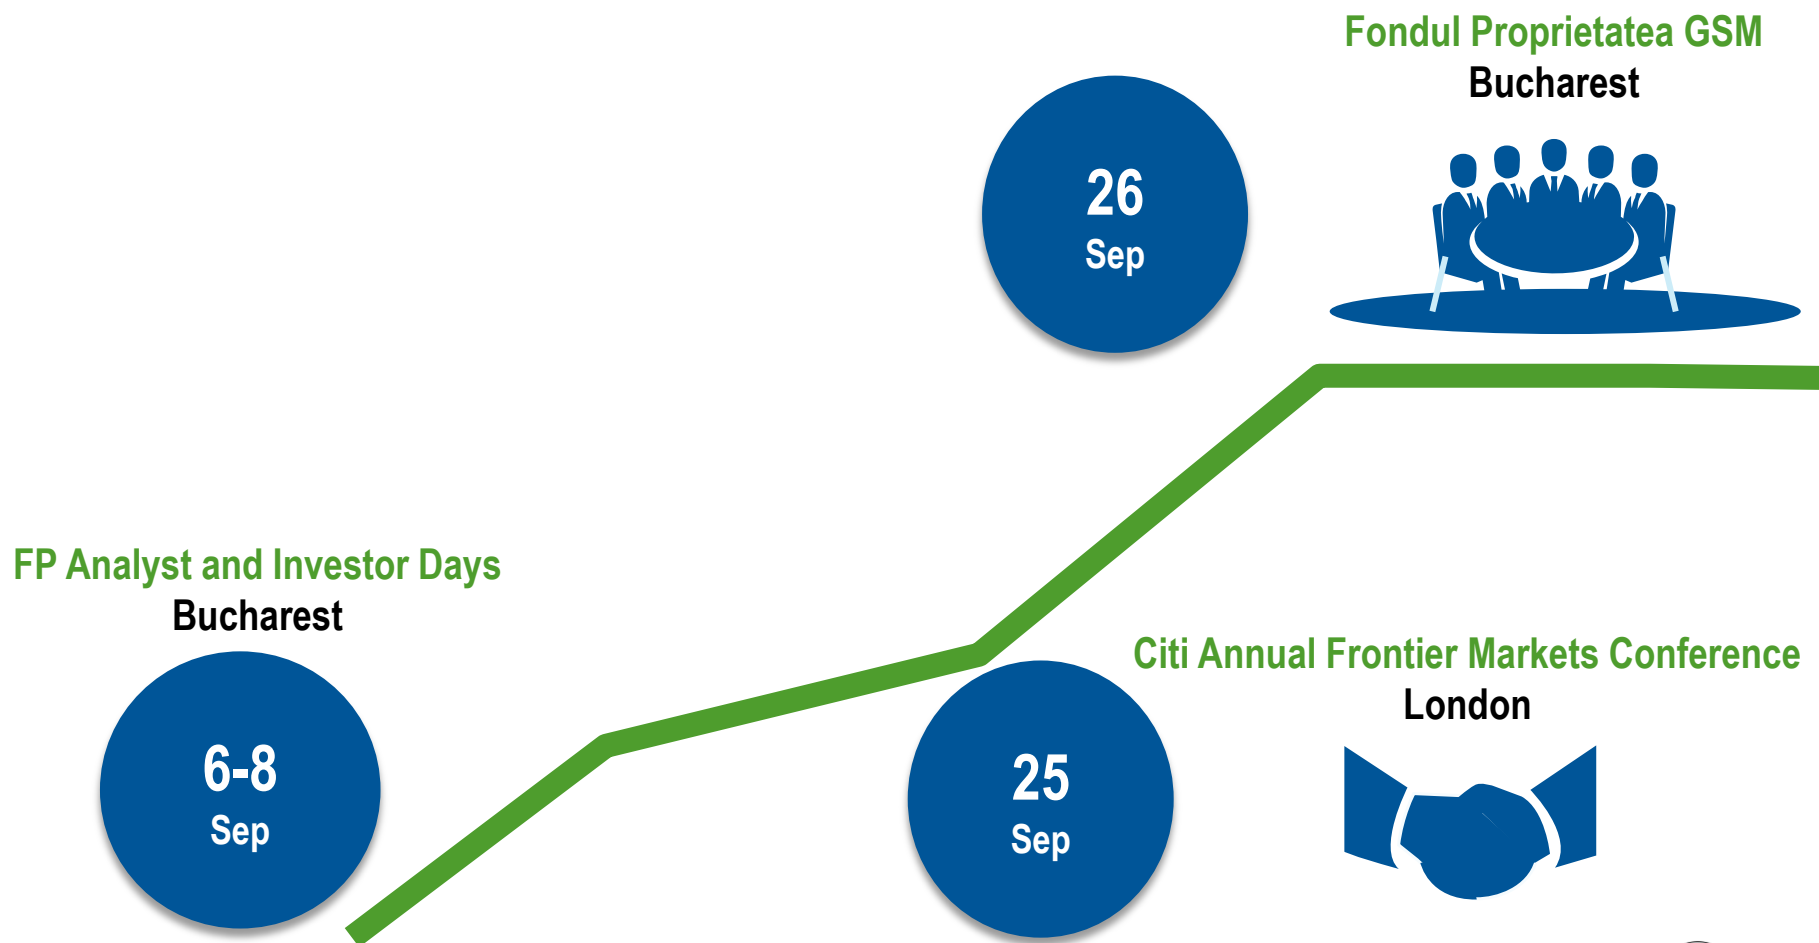 Fondul Proprietatea GSM
Bucharest
26
Sep
FP Analyst and Investor Days
Bucharest
6-8
Sep
Citi Annual Frontier Markets Conference
London
25
Sep